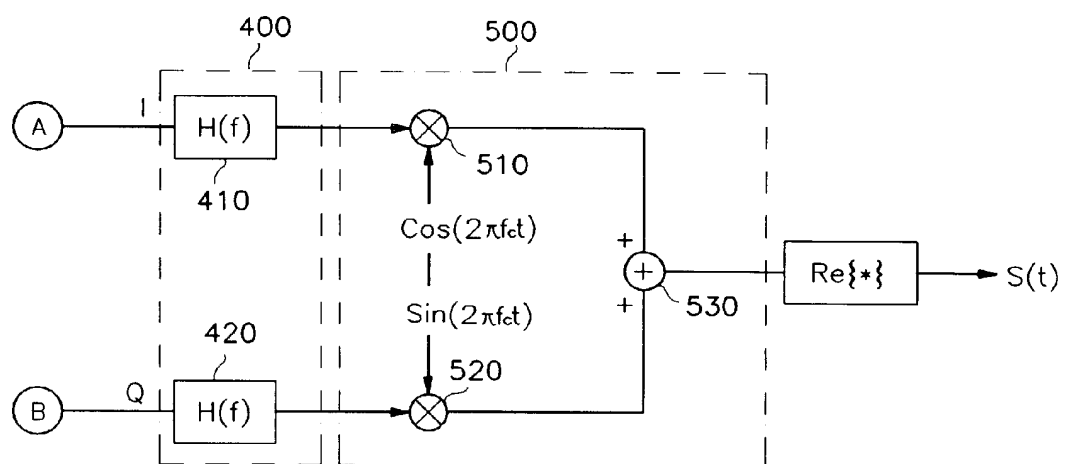 400
500
A
I
H(f)
410
510
Cos(2πfct)
+
+
530
Re{*}
S(t)
+
Sin(2πfct)
420
520
B
Q
H(f)